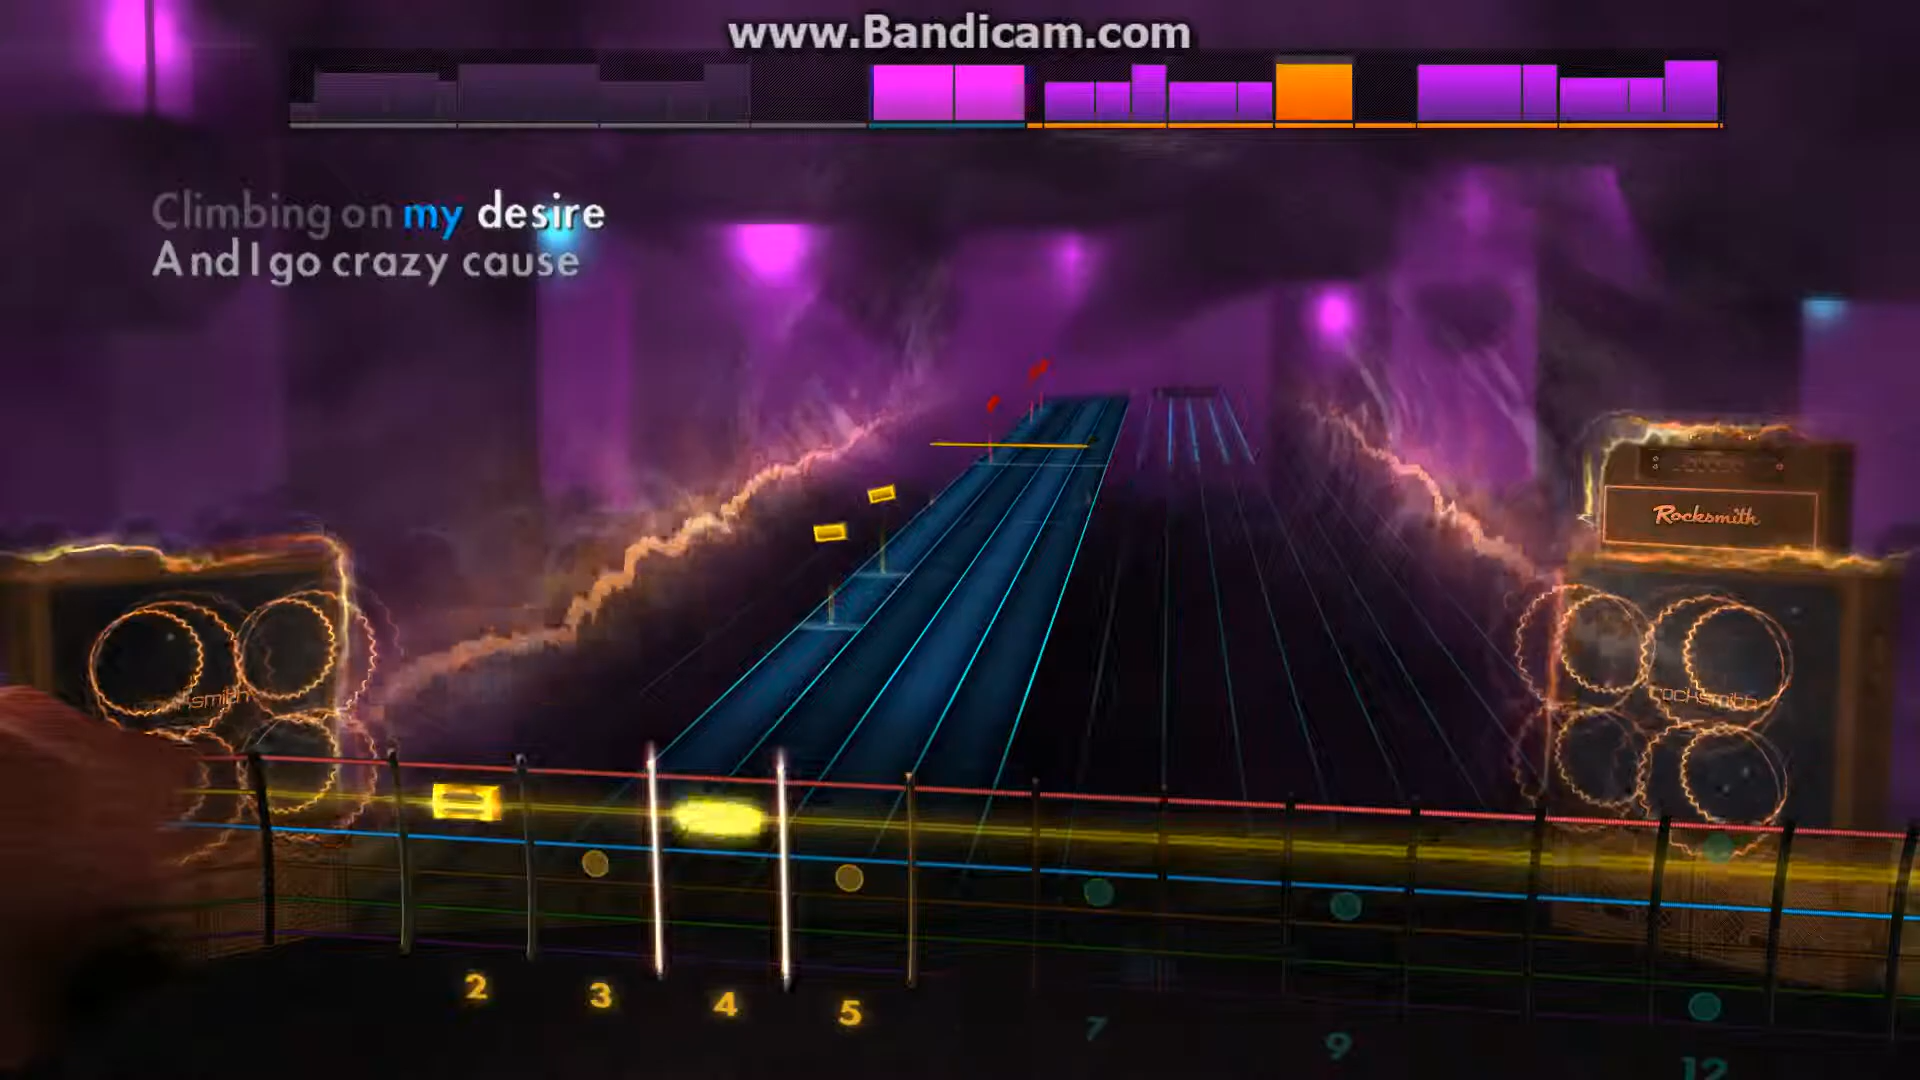 www.Bandicam.com
Climbing on my desire
And I go crazy cause
Rocksmith
rocksmith
2
3
4
5
7
9
12